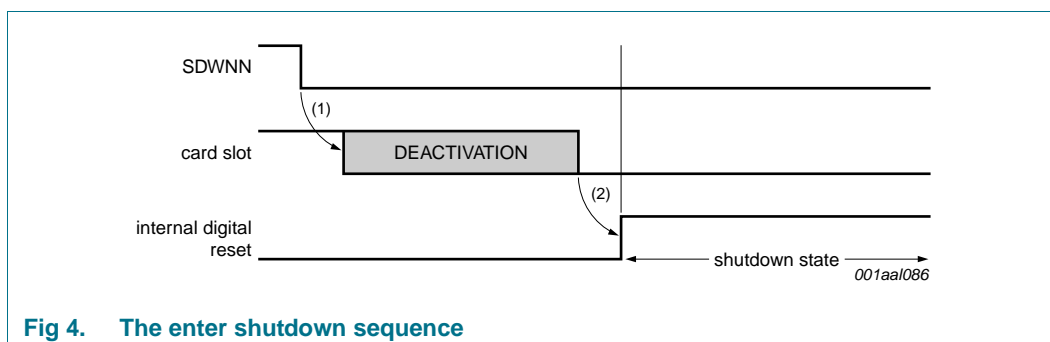 SDWNN
(1)
card slot
DEACTIVATION
(2)
internal digital
reset
shutdown state
001aal086
Fig 4. The enter shutdown sequence